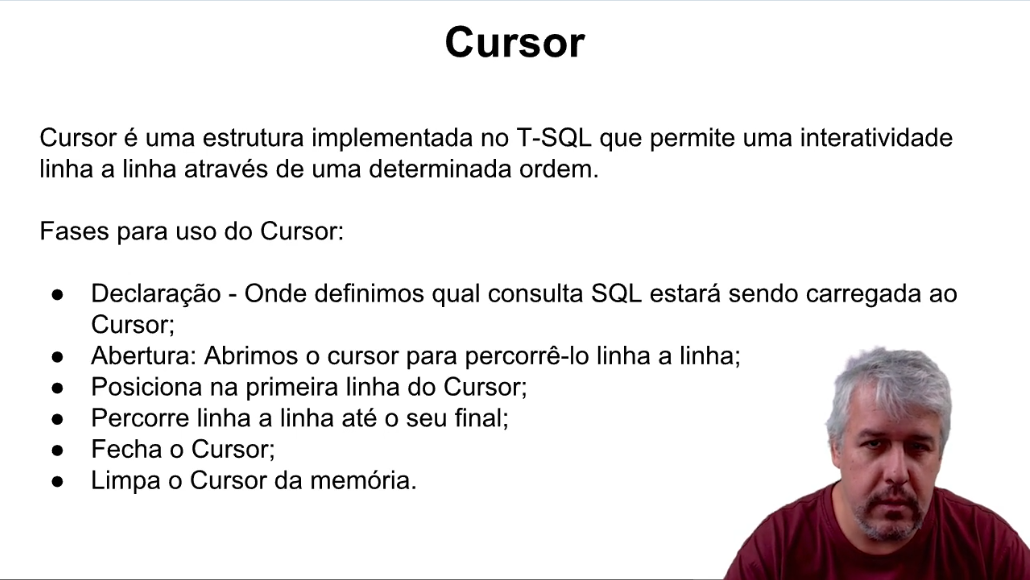 Cursor
Cursor é uma estrutura implementada no T-SQL que permite uma interatividade
linha a linha através de uma determinada ordem.
Fases para uso do Cursor:
● Declaração - Onde definimos qual consulta SQL estará sendo carregada ao
Cursor;
● Abertura: Abrimos o cursor para percorrê-lo linha a linha;
● Posiciona na primeira linha do Cursor;
● Percorre linha a linha até o seu final;
● Fecha o Cursor;
● Limpa o Cursor da memória.